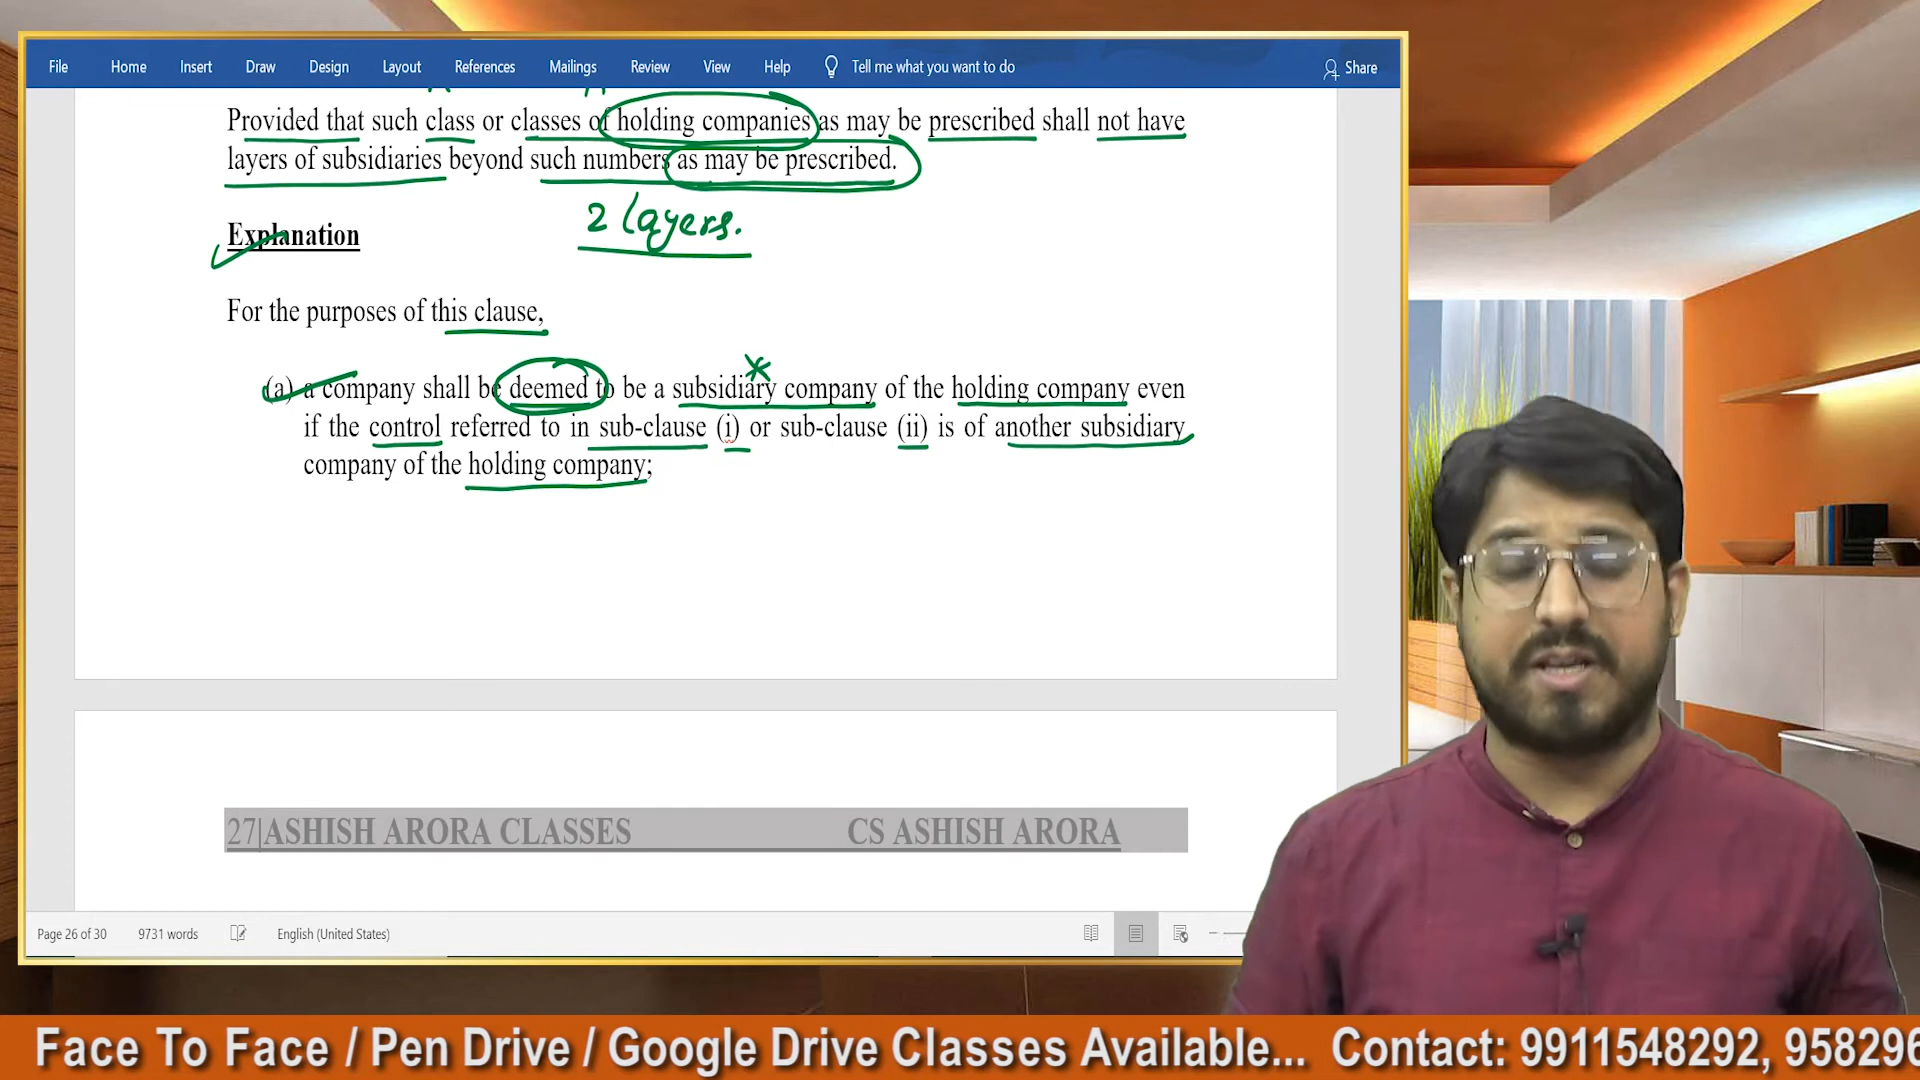 File Home Insert Draw Design Layout References Mailings Review View Help Tell me what you want to do Share
Provided that such class or classes of holding companies as may be prescribed shall not have
layers of subsidiaries beyond such numbers as may be prescribed.
2 layers.
Explanation
For the purposes of this clause,
(a) a company shall be deemed to be a subsidiary company of the holding company even
if the control referred to in sub-clause (i) or sub-clause (ii) is of another subsidiary
company of the holding company;
27|ASHISH ARORA CLASSES CS ASHISH ARORA
Page 26 of 30 9731 words English (United States)
Face To Face / Pen Drive / Google Drive Classes Available... Contact: 9911548292, 958296